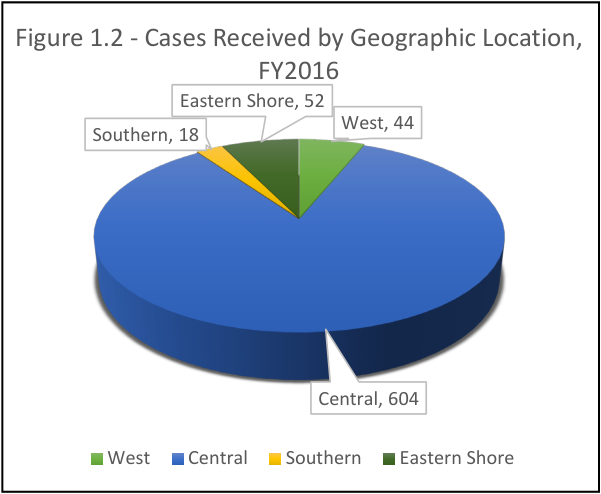 Figure 1.2 - Cases Received by Geographic Location,
FY2016
Eastern Shore, 52
West, 44
Southern, 18
Central, 604
West
Central
Southern
Eastern Shore